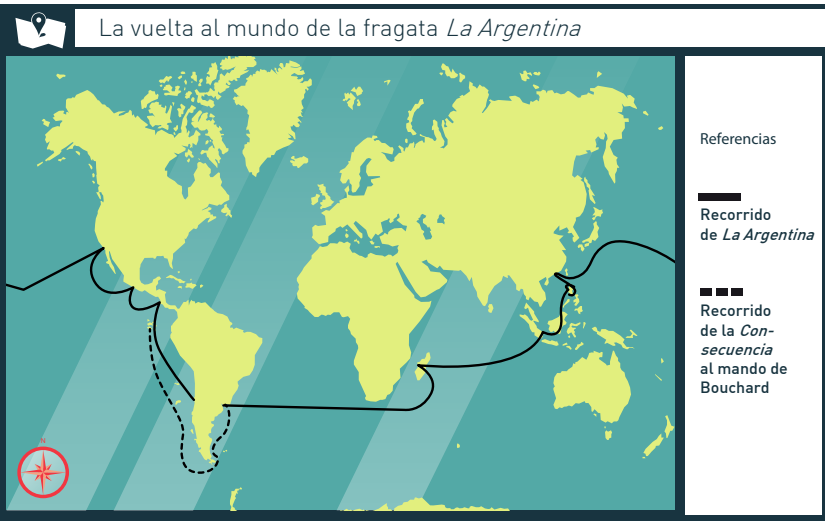 La vuelta al mundo de la fragata La Argentina
Referencias
Recorrido
de La Argentina
Recorrido
de la Con-
secuencia
al mando de
Bouchard
N